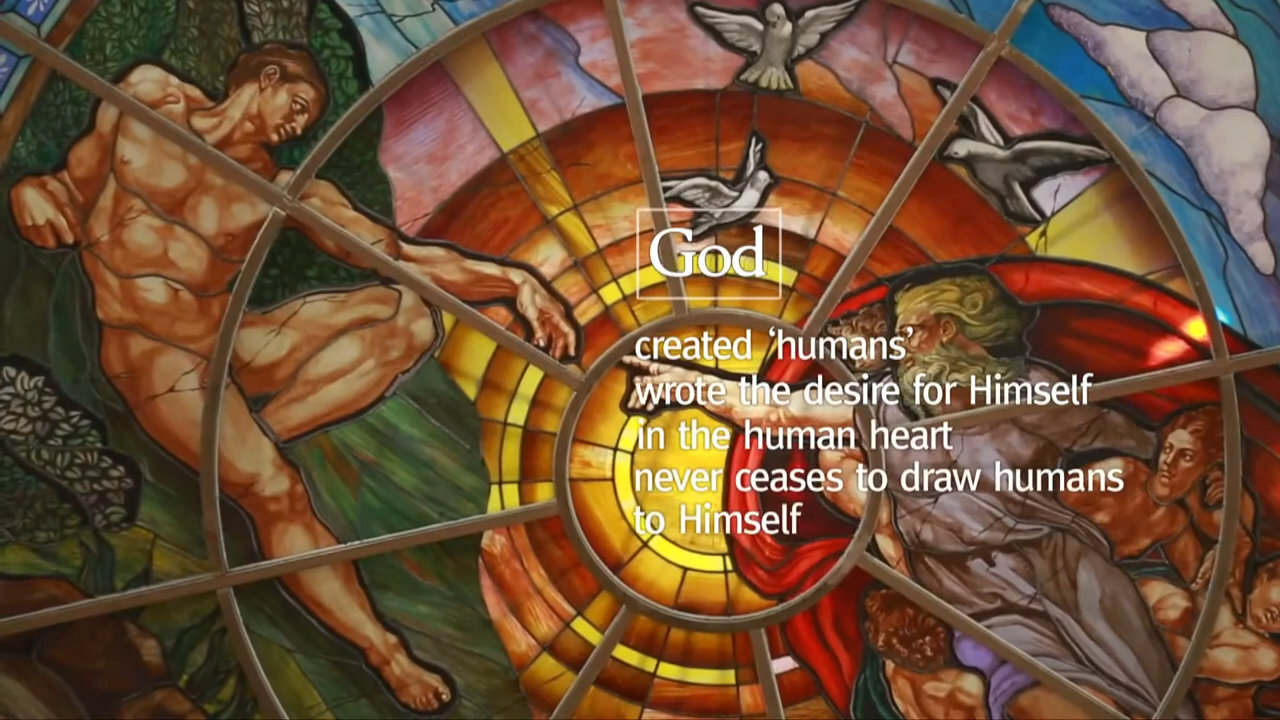 God
created ‘humans’
wrote the desire for Himself
in the human heart
never ceases to draw humans
to Himself